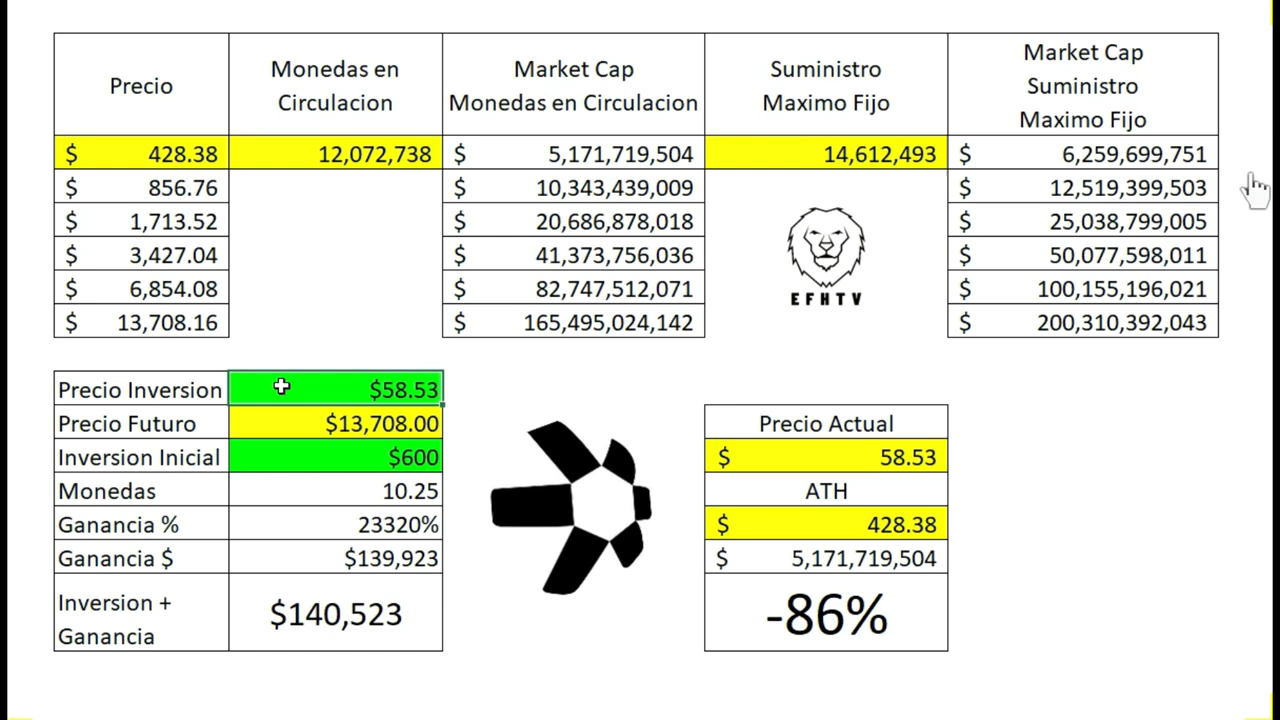 Precio
Monedas en
Circulacion
Market Cap
Monedas en Circulacion
Suministro
Maximo Fijo
Market Cap
Suministro
Maximo Fijo
$ 428.38 12,072,738 $ 5,171,719,504 14,612,493 $ 6,259,699,751
$ 856.76 $ 10,343,439,009 $ 12,519,399,503
$ 1,713.52 $ 20,686,878,018 $ 25,038,799,005
$ 3,427.04 $ 41,373,756,036 $ 50,077,598,011
$ 6,854.08 $ 82,747,512,071 $ 100,155,196,021
$ 13,708.16 $ 165,495,024,142 $ 200,310,392,043
EFHTV
Precio Inversion $58.53
Precio Futuro $13,708.00
Inversion Inicial $600
Monedas 10.25
Ganancia % 23320%
Ganancia $ $139,923
Inversion +
Ganancia
$140,523
Precio Actual
$ 58.53
ATH
$ 428.38
$ 5,171,719,504
-86%